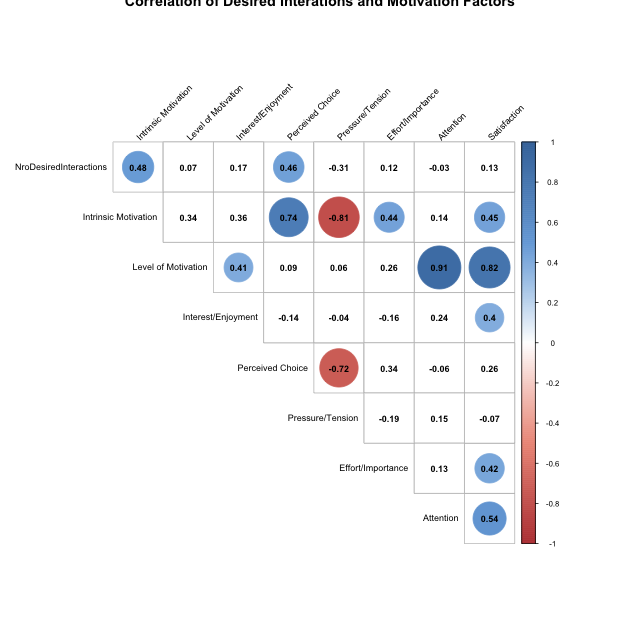 Correlation of Desired Interations and Motivation Factors
Intrinsic Motivation
Level of Motivation
Interest/Enjoyment
Perceived Choice
Pressure/Tension
Effort/Importance
Attention
Satisfaction
NroDesiredInteractions 0.48 0.07 0.17 0.46 -0.31 0.12 -0.03 0.13
Intrinsic Motivation 0.34 0.36 0.74 -0.81 0.44 0.14 0.45
Level of Motivation 0.41 0.09 0.06 0.26 0.91 0.82
Interest/Enjoyment -0.14 -0.04 -0.16 0.24 0.4
Perceived Choice -0.72 0.34 -0.06 0.26
Pressure/Tension -0.19 0.15 -0.07
Effort/Importance 0.13 0.42
Attention 0.54
1
0.8
0.6
0.4
0.2
0
-0.2
-0.4
-0.6
-0.8
-1